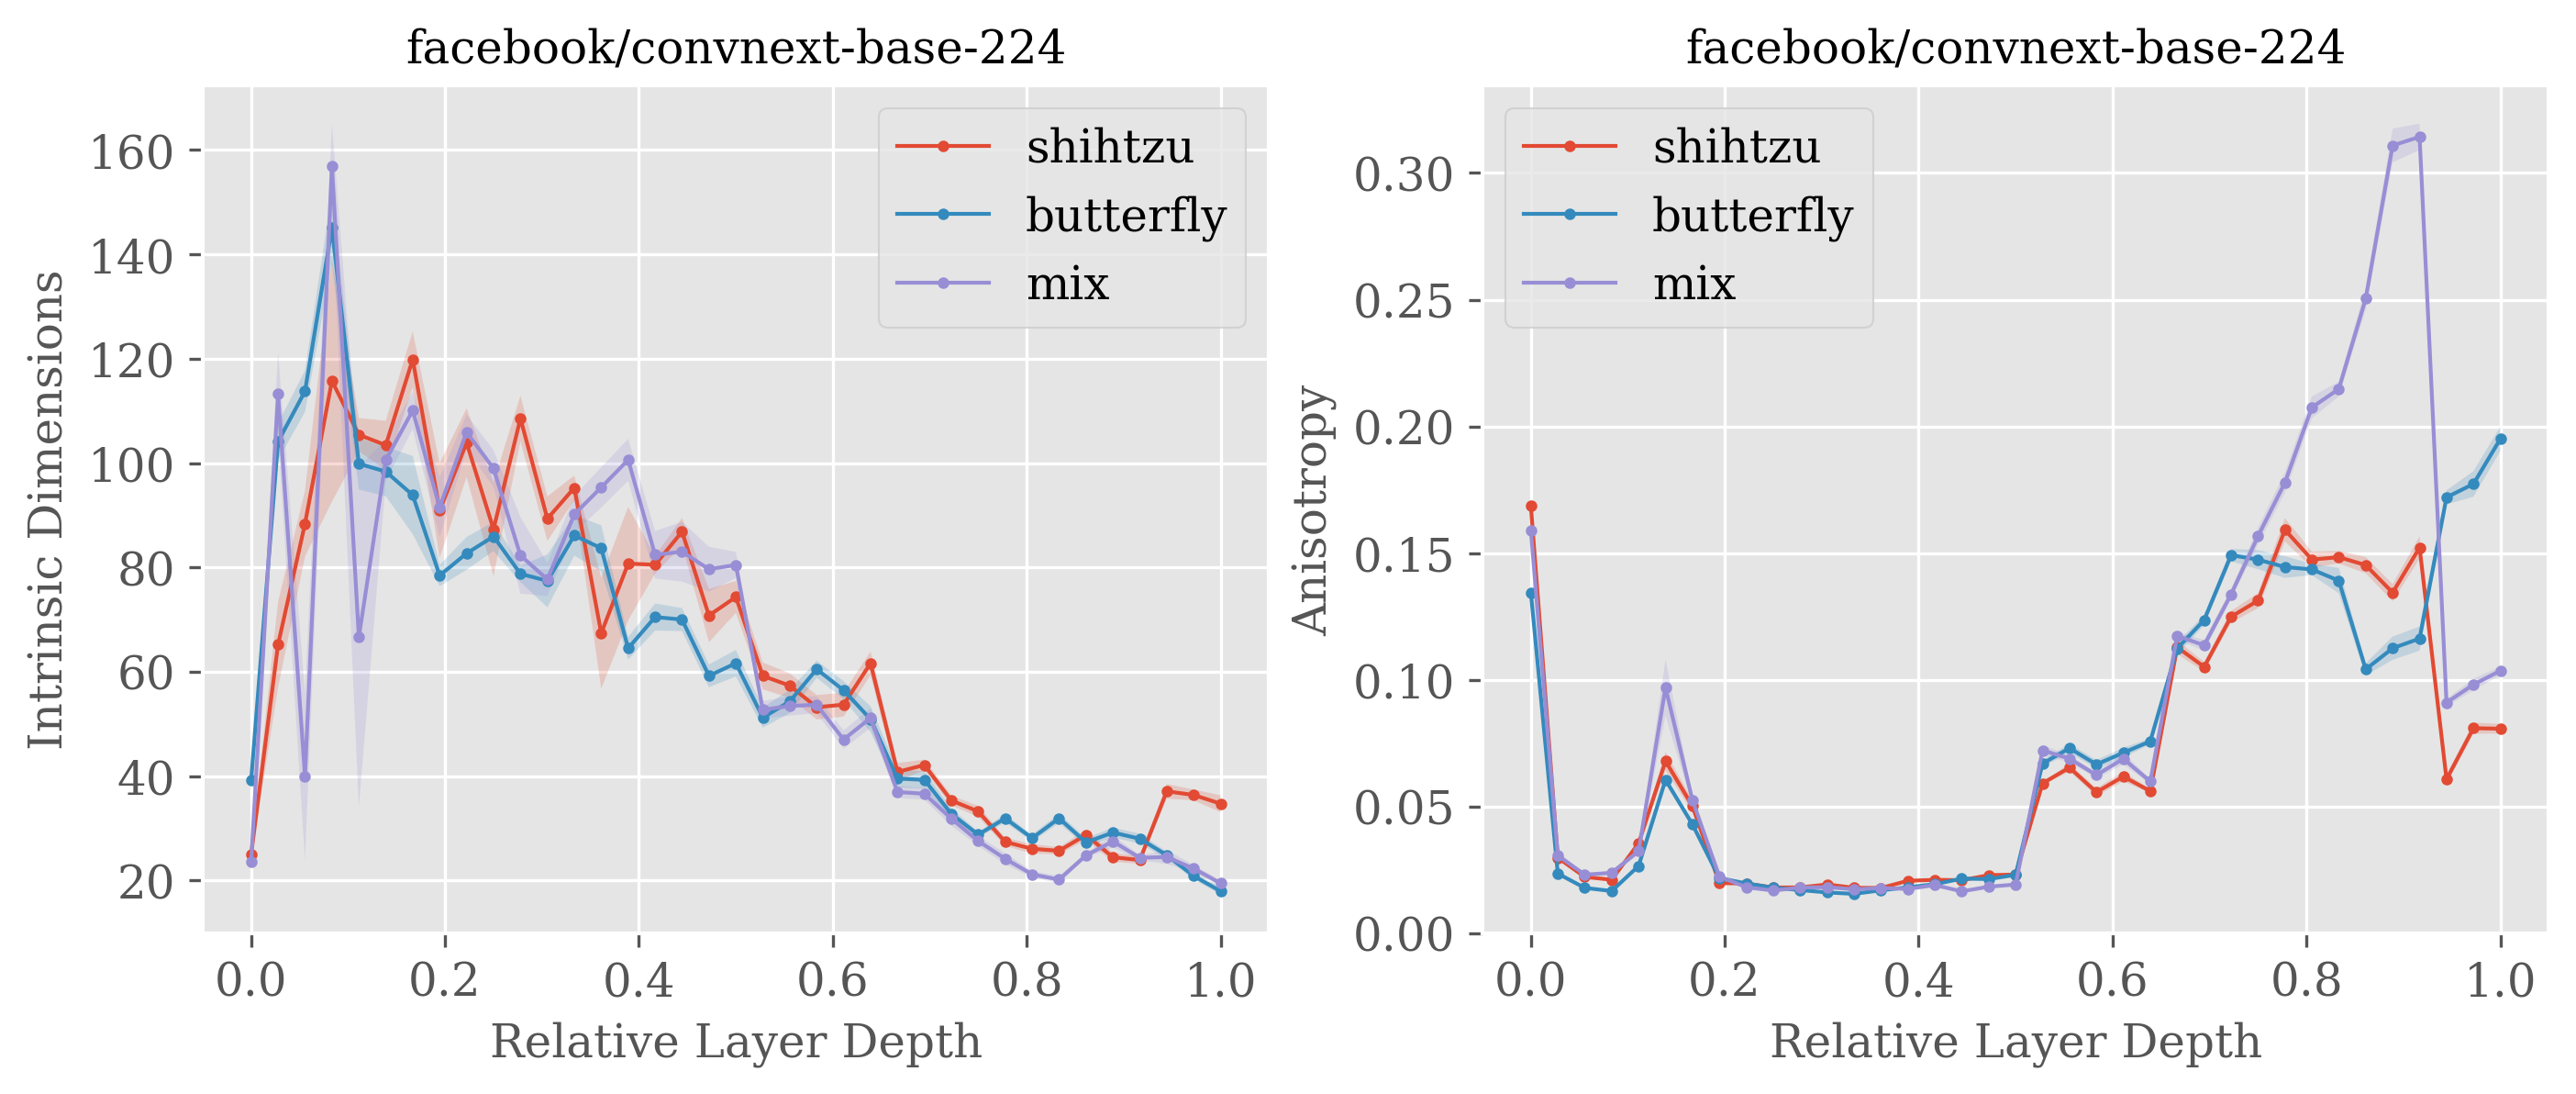 facebook/convnext-base-224
160
140
120
100
80
60
40
20
Intrinsic Dimensions
shihtzu
butterfly
mix
0.0 0.2 0.4 0.6 0.8 1.0
Relative Layer Depth
facebook/convnext-base-224
0.30
0.25
0.20
0.15
0.10
0.05
0.00
Anisotropy
shihtzu
butterfly
mix
0.0 0.2 0.4 0.6 0.8 1.0
Relative Layer Depth